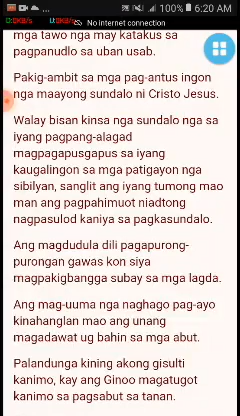 100% 6:20 AM
0:0KB/s U:0KB/s No internet connection
mga tawo nga may katakus sa
pagpanudlo sa uban usab.
Pakig-ambit sa mga pag-antus ingon
nga maayong sundalo ni Cristo Jesus.
Walay bisan kinsa nga sundalo nga sa
iyang pagpang-alagad
magpagapusgapus sa iyang
kaugalingon sa mga patigayon nga
sibilyan, sanglit ang iyang tumong mao
man ang pagpahimuot niadtong
nagpasulod kaniya sa pagkasundalo.
Ang magdudula dili pagapurong-
purongan gawas kon siya
magpakigbangga subay sa mga lagda.
Ang mag-uuma nga naghago pag-ayo
kinahanglan mao ang unang
magadawat ug bahin sa mga abut.
Palandunga kining akong gisulti
kanimo, kay ang Ginoo magatugot
kanimo sa pagsabut sa tanan.